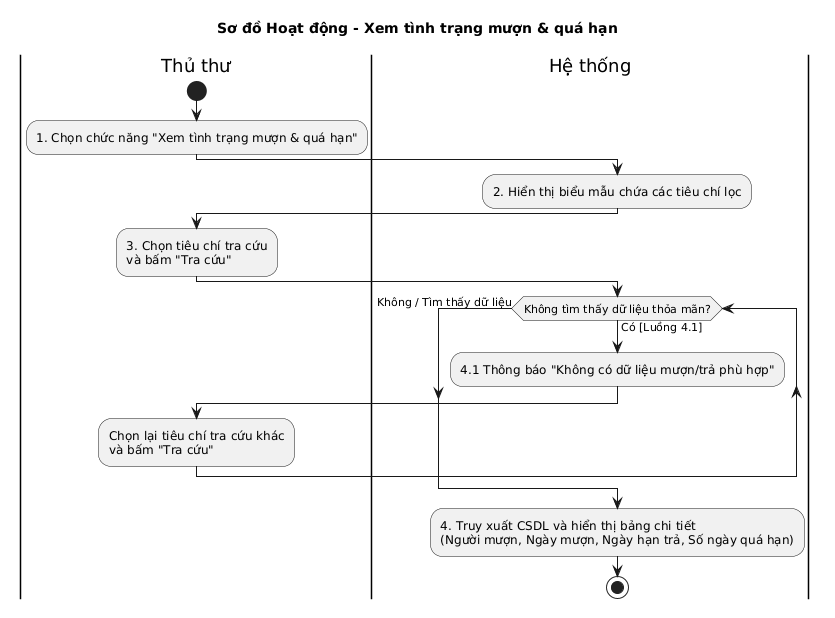 Sơ đồ Hoạt động - Xem tình trạng mượn & quá hạn
Thủ thư
Hệ thống
1. Chọn chức năng "Xem tình trạng mượn & quá hạn"
2. Hiển thị biểu mẫu chứa các tiêu chí lọc
3. Chọn tiêu chí tra cứu
và bấm "Tra cứu"
Không / Tìm thấy dữ liệu
Không tìm thấy dữ liệu thỏa mãn?
Có [Luồng 4.1]
4.1 Thông báo "Không có dữ liệu mượn/trả phù hợp"
Chọn lại tiêu chí tra cứu khác
và bấm "Tra cứu"
4. Truy xuất CSDL và hiển thị bảng chi tiết
(Người mượn, Ngày mượn, Ngày hạn trả, Số ngày quá hạn)